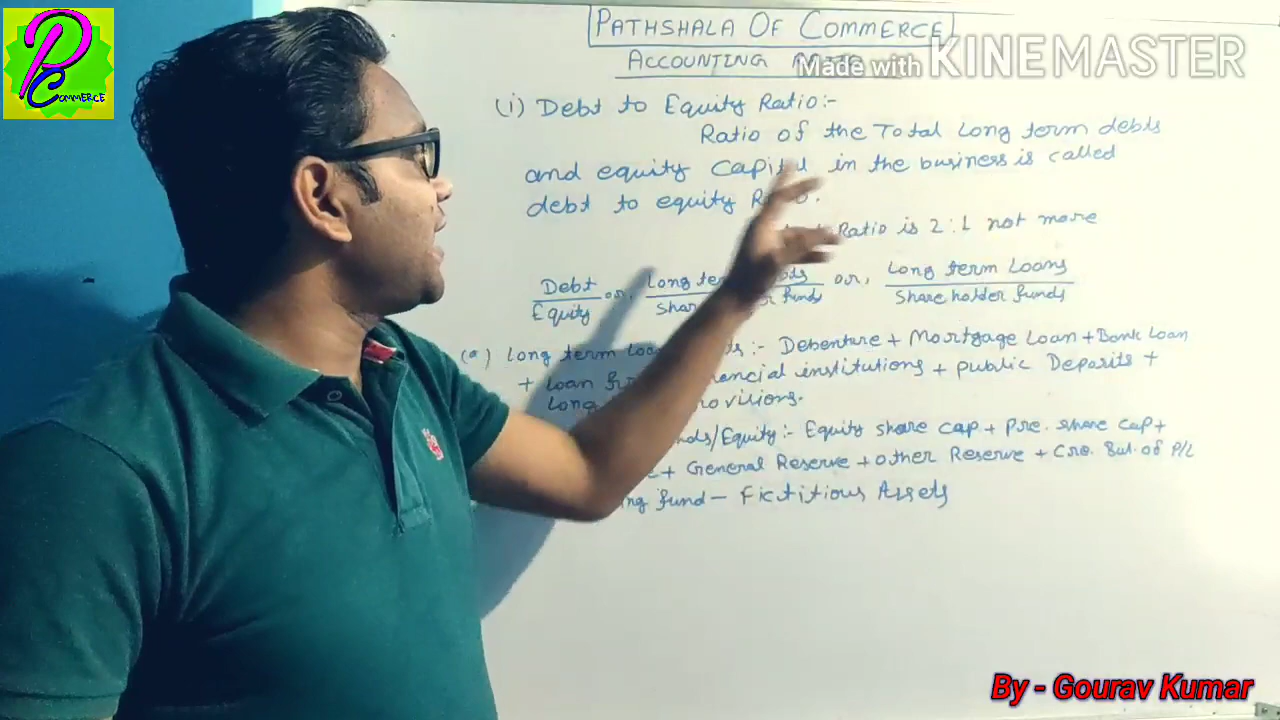 PC
COMMERCE
PATHSHALA OF COMMERCE
ACCOUNTING
Made with KINEMASTER
(i) Debt to Equity Ratio:-
Ratio of the Total Long term debts
and equity Capital in the business is called
debt to equity Ratio.
Ratio is 2:1 not more
Debt/Equity or, Long term debts/Share holder funds or, Long term Loans/Shareholder funds
(a) Long term Loan :- Debenture + Mortgage Loan + Bank Loan
+ Loan from financial institutions + public Deposits +
Long provisions.
/Equity:- Equity share cap + Pre. share cap +
+ General Reserve + other Reserve + Cre. Bal. of P/L
fund - Fictitious Assets
By - Gourav Kumar